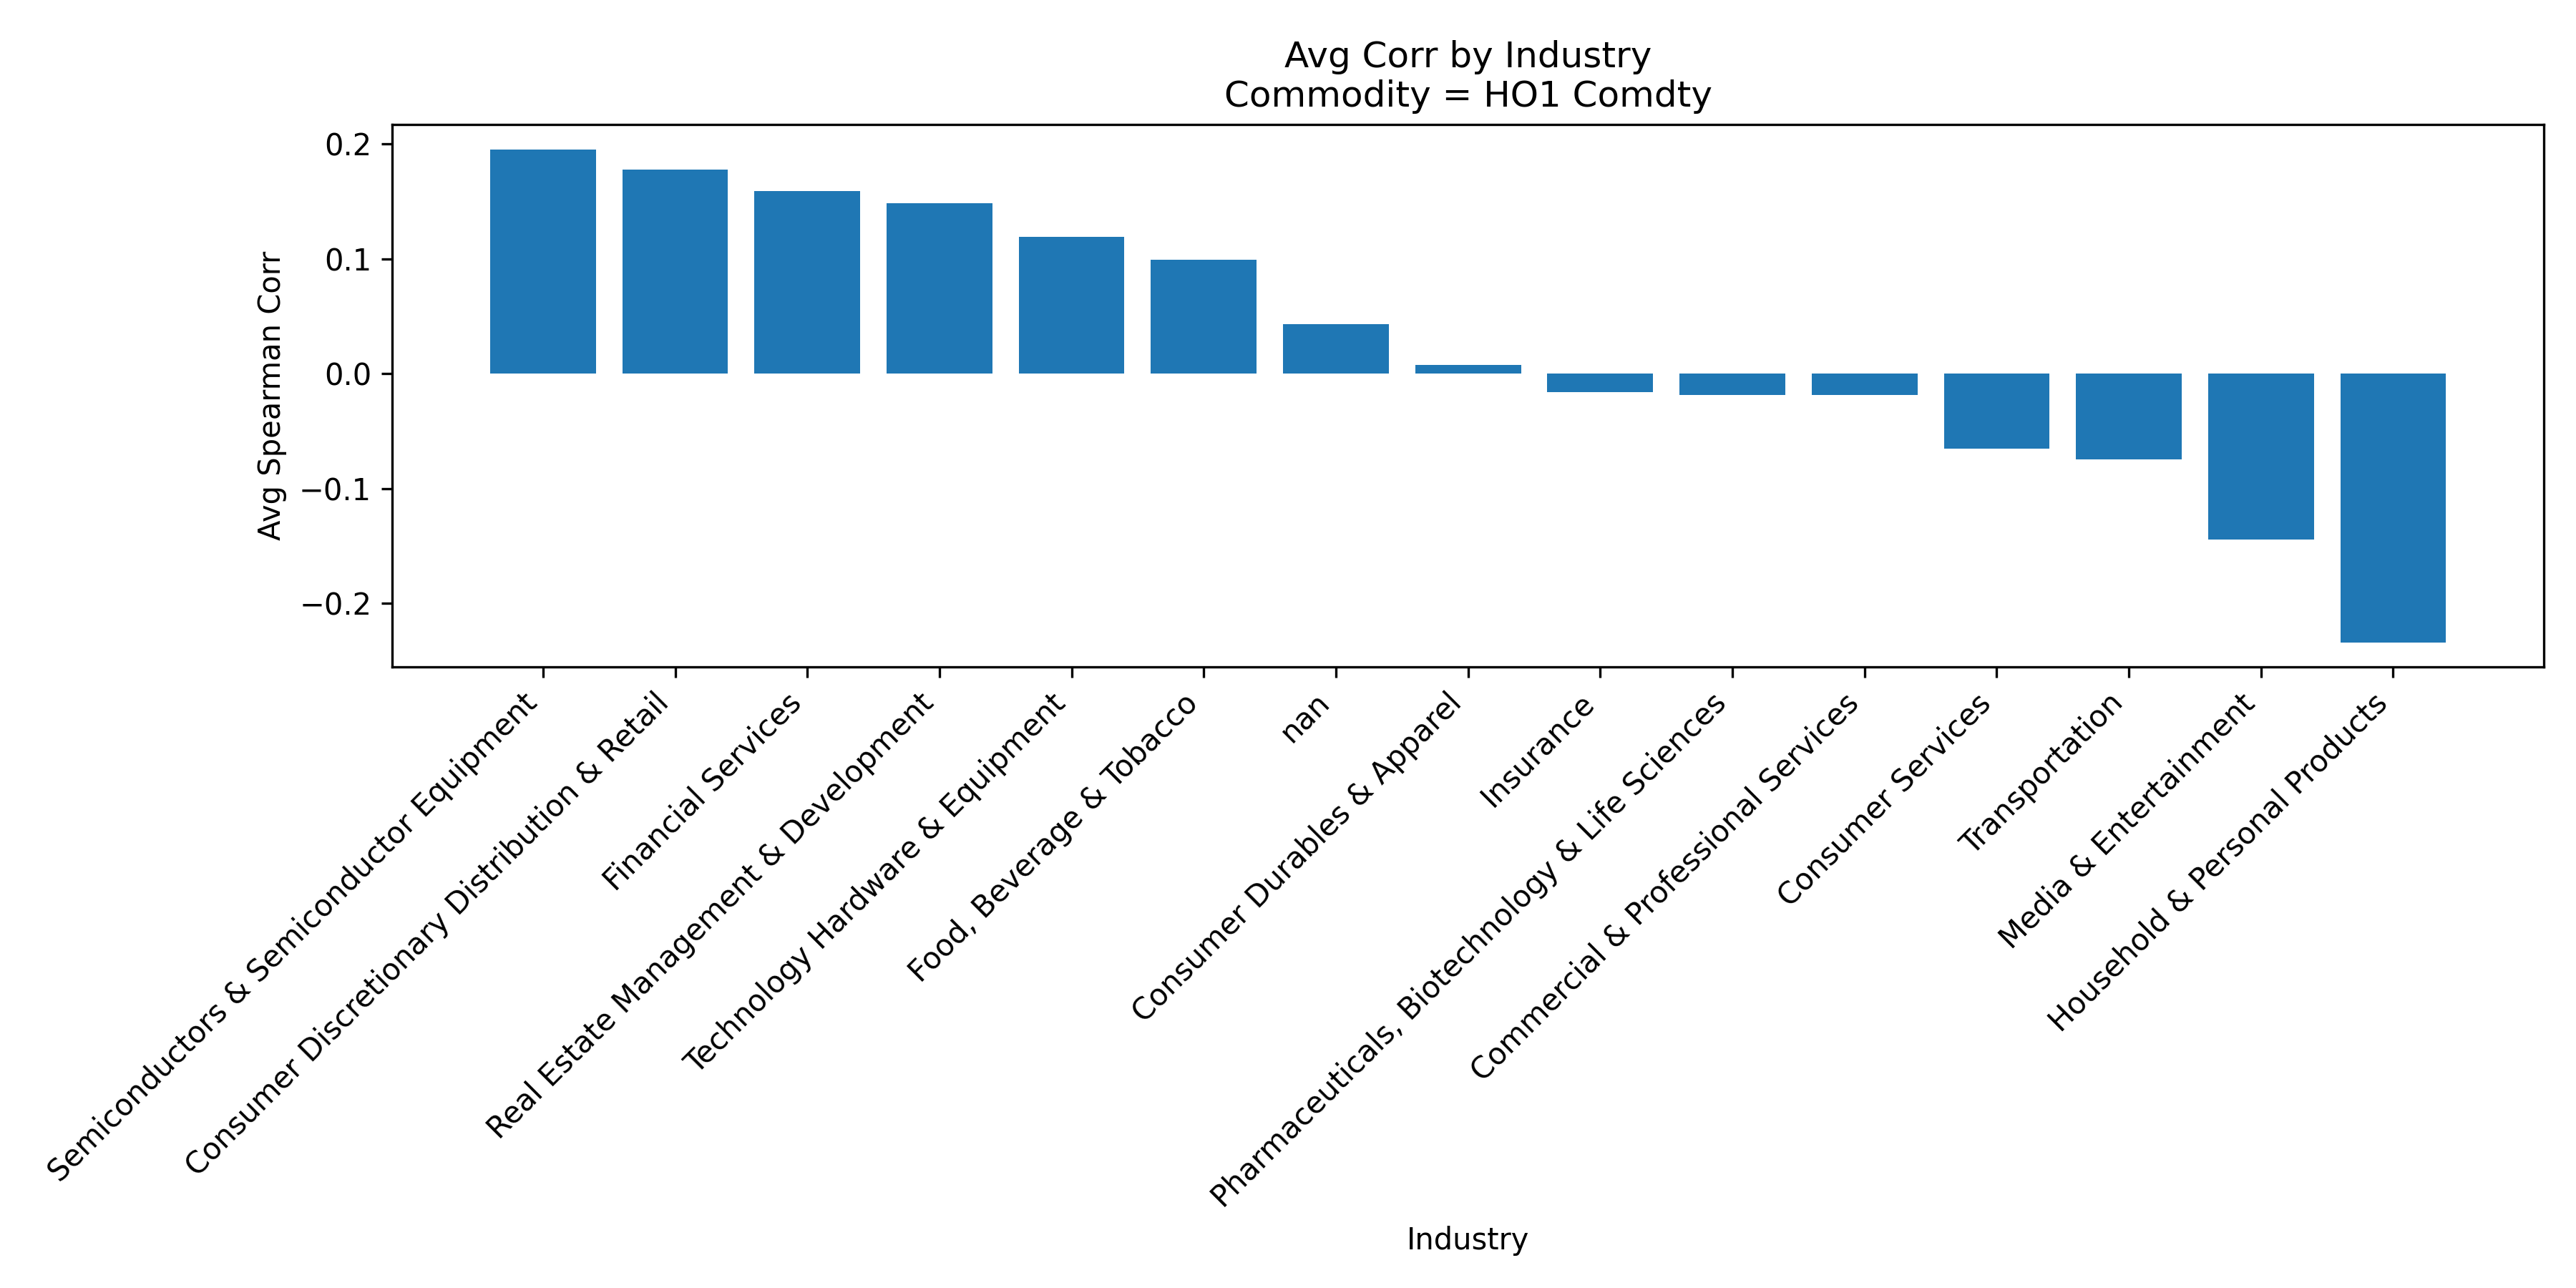 Avg Corr by Industry
Commodity = HO1 Comdty
Avg Spearman Corr
0.2
0.1
0.0
−0.1
−0.2
Semiconductors & Semiconductor Equipment
Consumer Discretionary Distribution & Retail
Financial Services
Real Estate Management & Development
Technology Hardware & Equipment
Food, Beverage & Tobacco
nan
Consumer Durables & Apparel
Insurance
Pharmaceuticals, Biotechnology & Life Sciences
Commercial & Professional Services
Consumer Services
Transportation
Media & Entertainment
Household & Personal Products
Industry